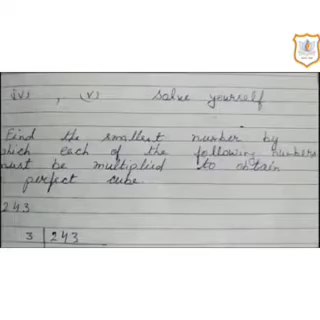 (iv) , (v) Solve yourself
Find the smallest number by
which each of the following numbers
must be multiplied to obtain
perfect cube.
243
3 | 243